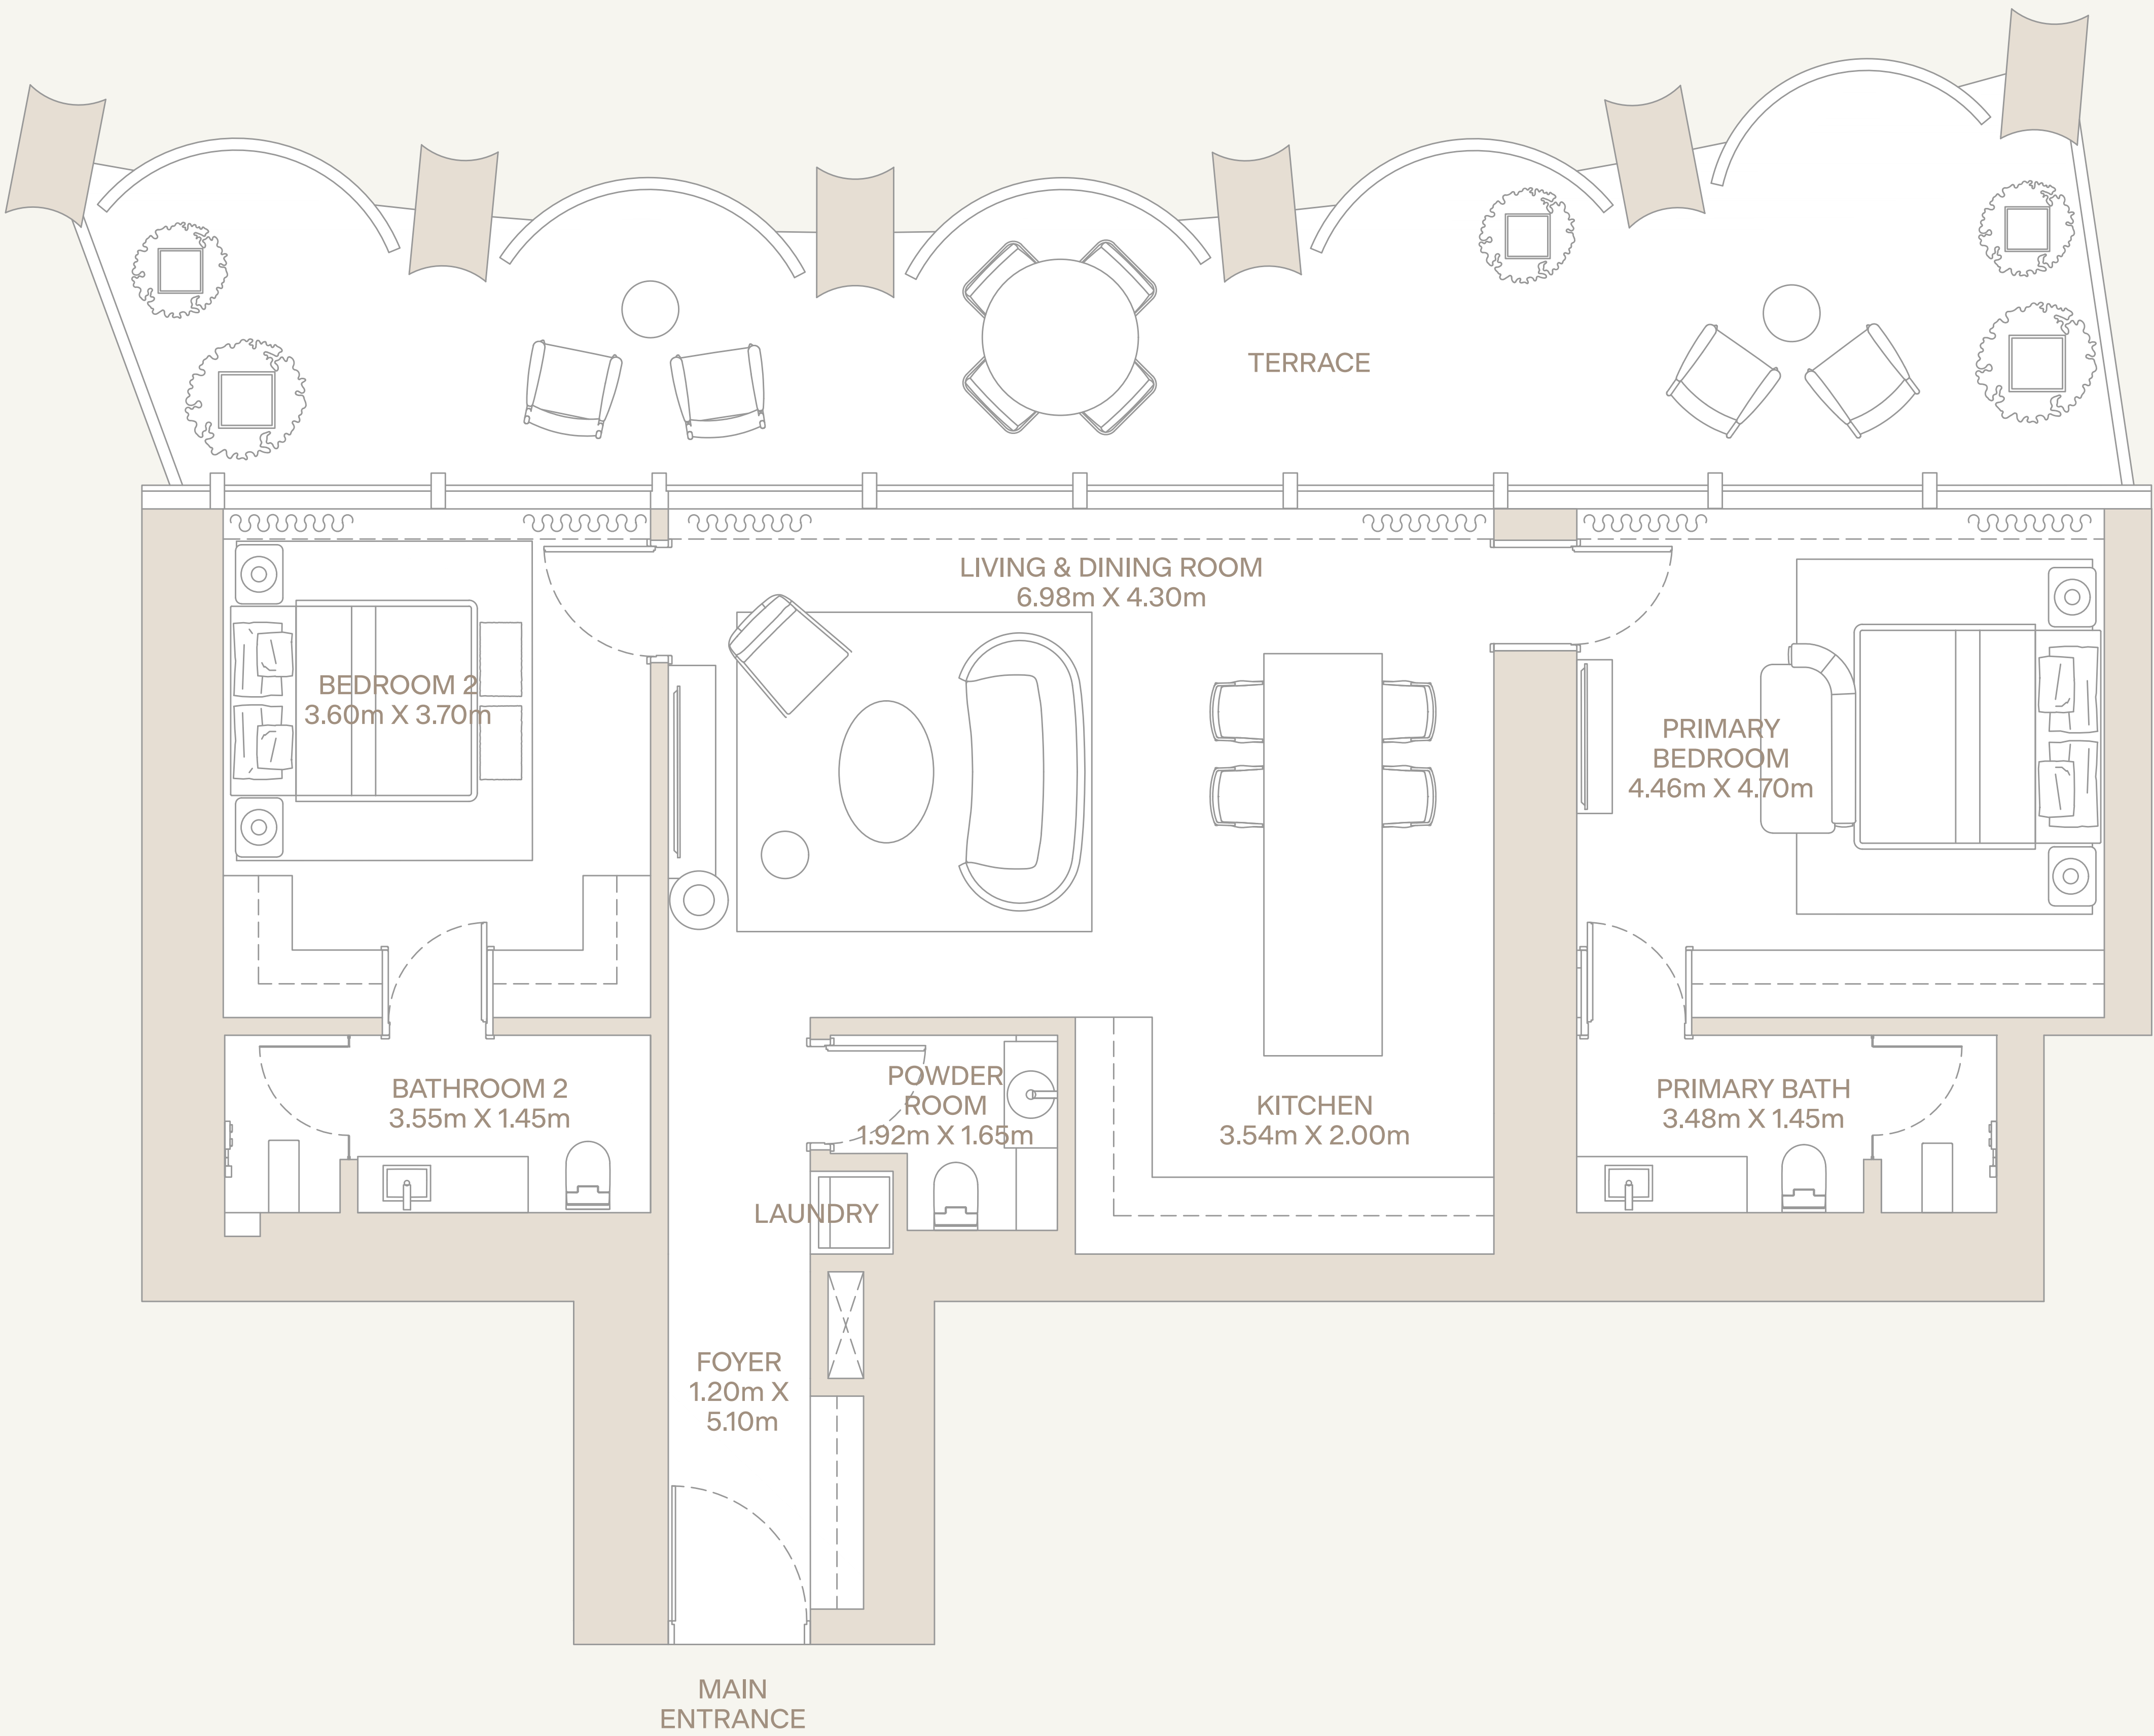 TERRACE
LIVING & DINING ROOM
6.98m X 4.30m
BEDROOM 2
3.60m X 3.70m
PRIMARY
BEDROOM
4.46m X 4.70m
BATHROOM 2
3.55m X 1.45m
POWDER
ROOM
1.92m X 1.65m
KITCHEN
3.54m X 2.00m
PRIMARY BATH
3.48m X 1.45m
LAUNDRY
FOYER
1.20m X
5.10m
MAIN
ENTRANCE